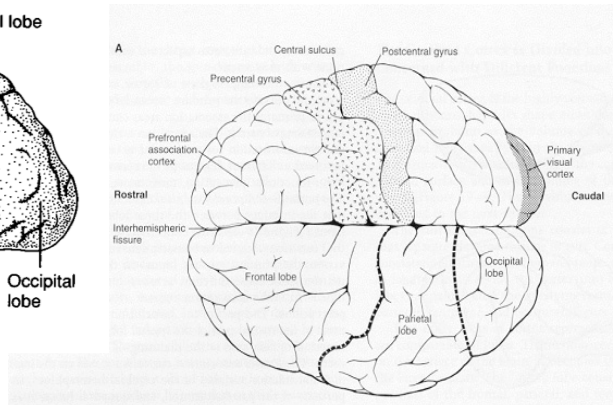 l lobe
Occipital
lobe
A
Central sulcus
Postcentral gyrus
Precentral gyrus
Prefrontal
association
cortex
Primary
visual
cortex
Rostral
Caudal
Interhemispheric
fissure
Frontal lobe
Occipital
lobe
Parietal
lobe